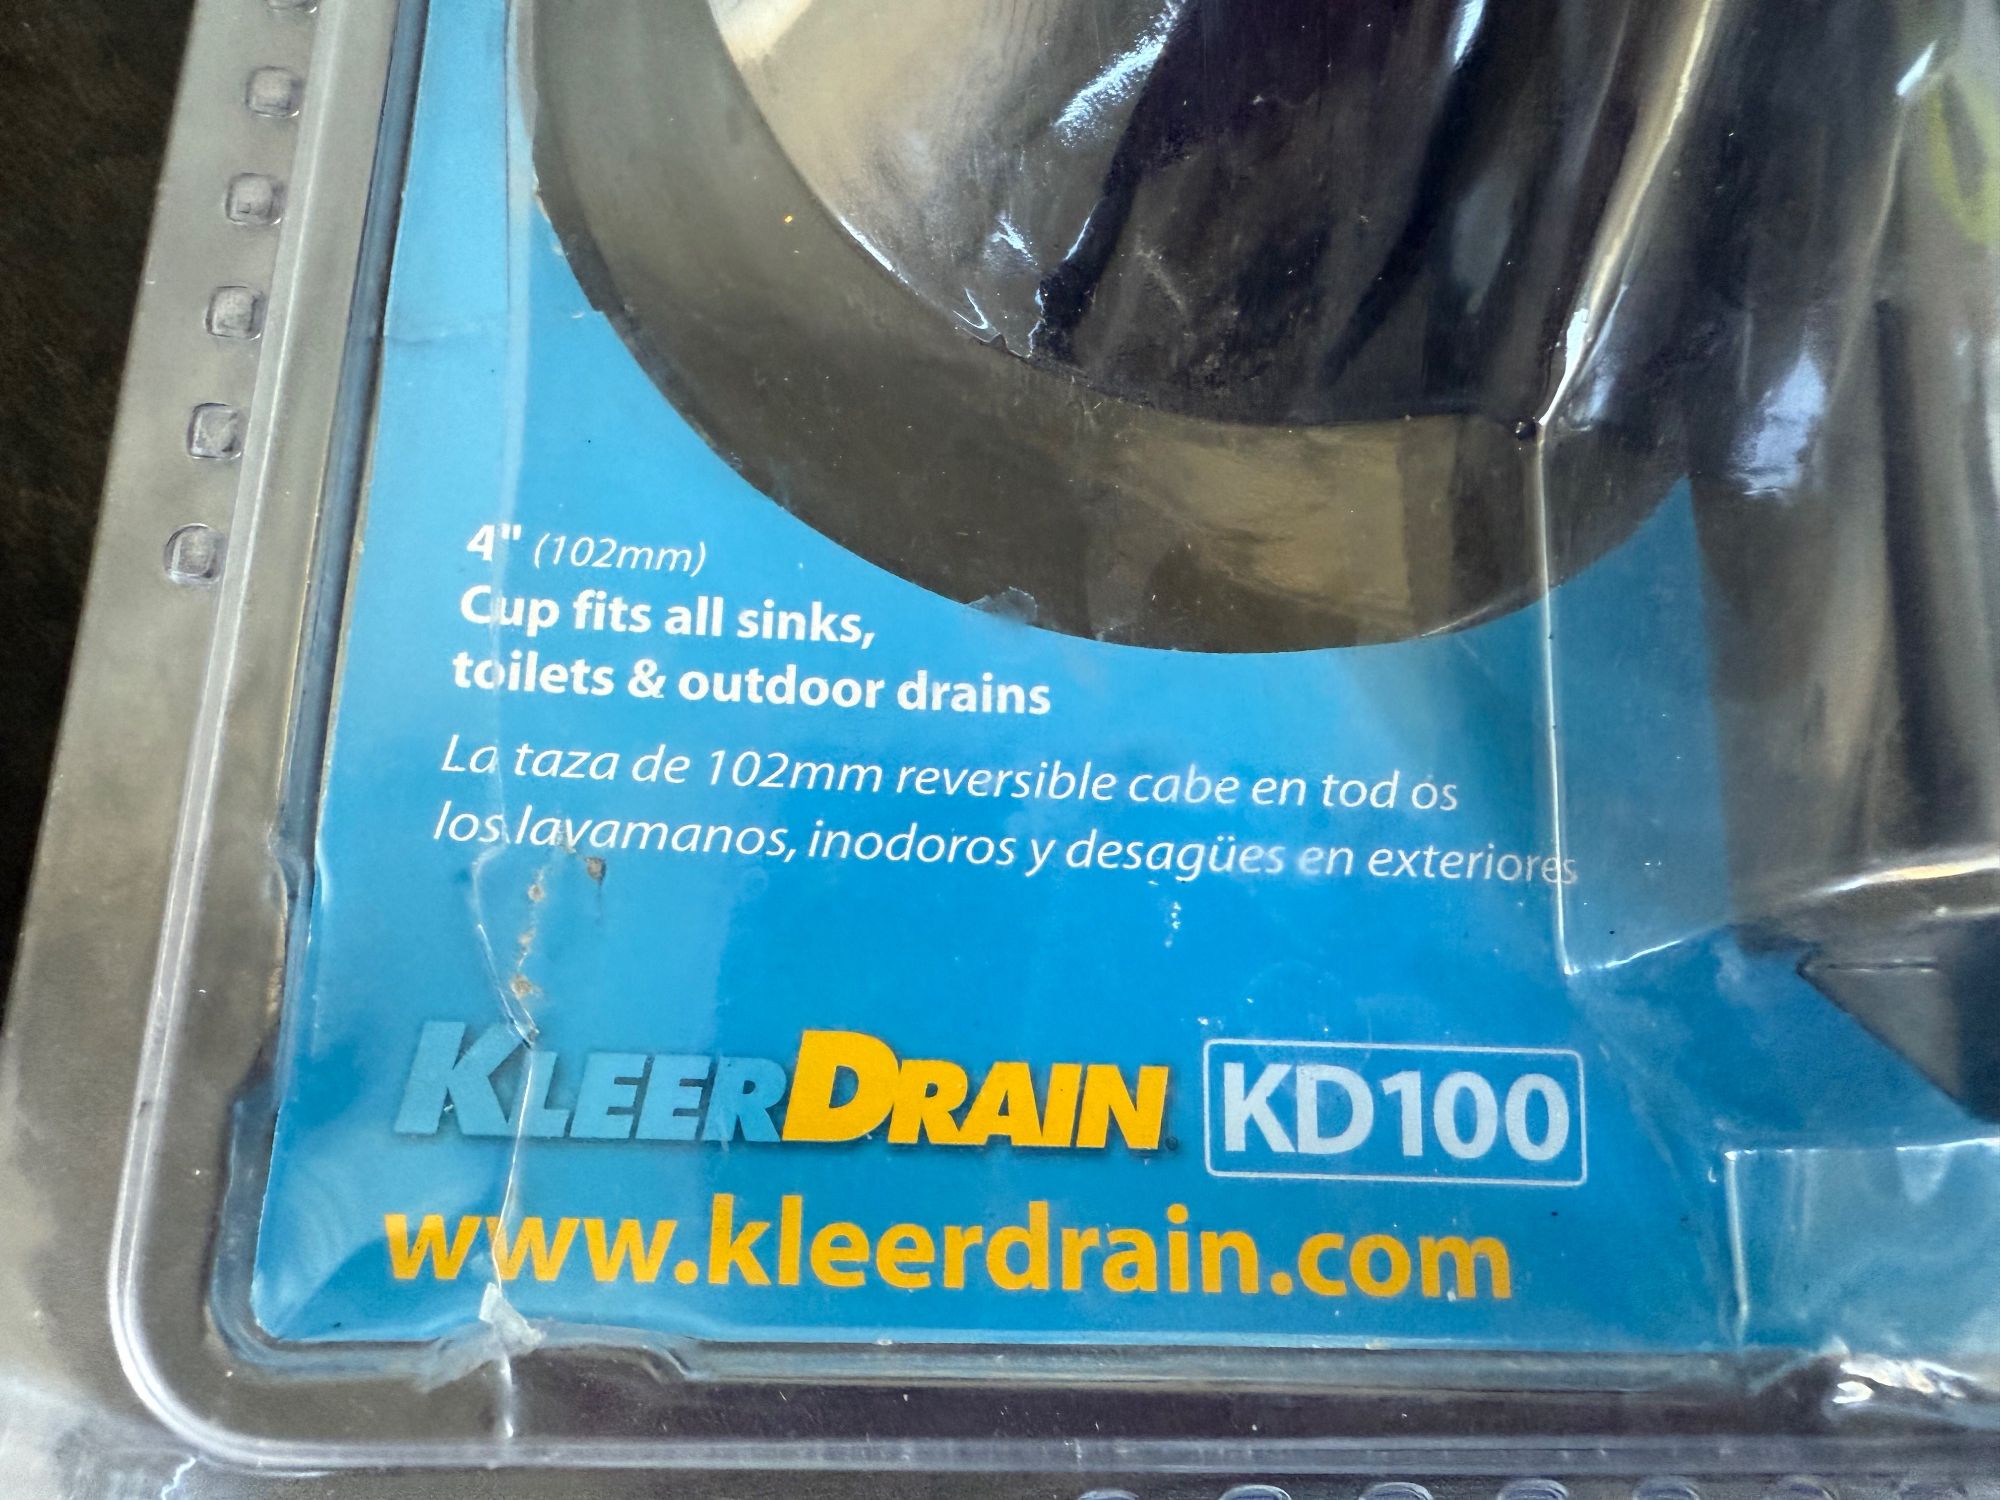 4" (102mm)
Cup fits all sinks,
toilets & outdoor drains
La taza de 102mm reversible cabe en tod os
los lavamanos, inodoros y desagües en exteriores
KLEERDRAIN® KD100
www.kleerdrain.com